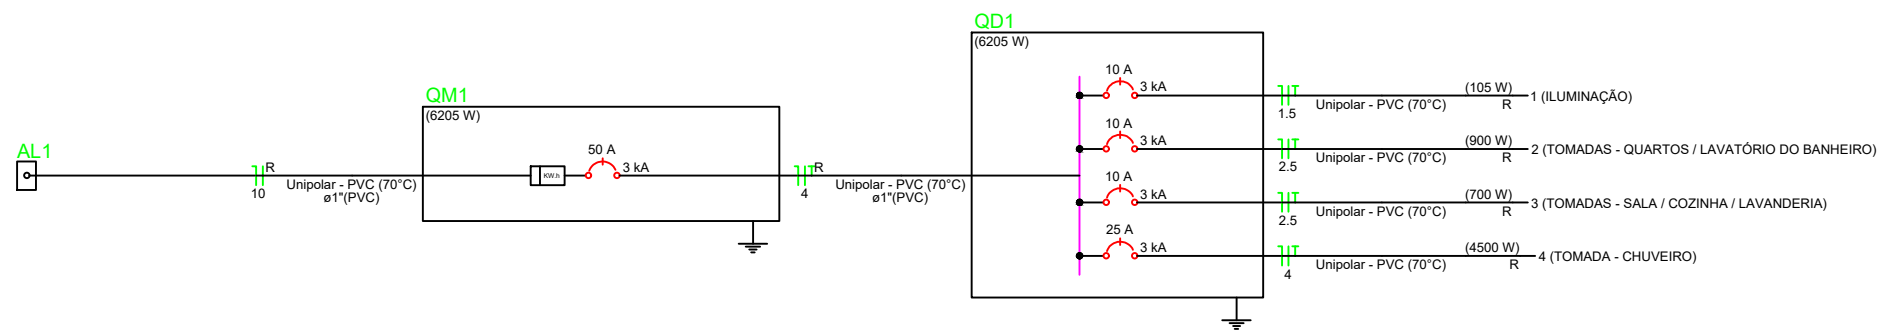 AL1
R
10
Unipolar - PVC (70°C)
ø1"(PVC)
QM1
(6205 W)
KW.h
50 A
3 kA
R
4
Unipolar - PVC (70°C)
ø1"(PVC)
QD1
(6205 W)
10 A
3 kA
1.5
Unipolar - PVC (70°C)
(105 W)
R
1 (ILUMINAÇÃO)
10 A
3 kA
2.5
Unipolar - PVC (70°C)
(900 W)
R
2 (TOMADAS - QUARTOS / LAVATÓRIO DO BANHEIRO)
10 A
3 kA
2.5
Unipolar - PVC (70°C)
(700 W)
R
3 (TOMADAS - SALA / COZINHA / LAVANDERIA)
25 A
3 kA
4
Unipolar - PVC (70°C)
(4500 W)
R
4 (TOMADA - CHUVEIRO)